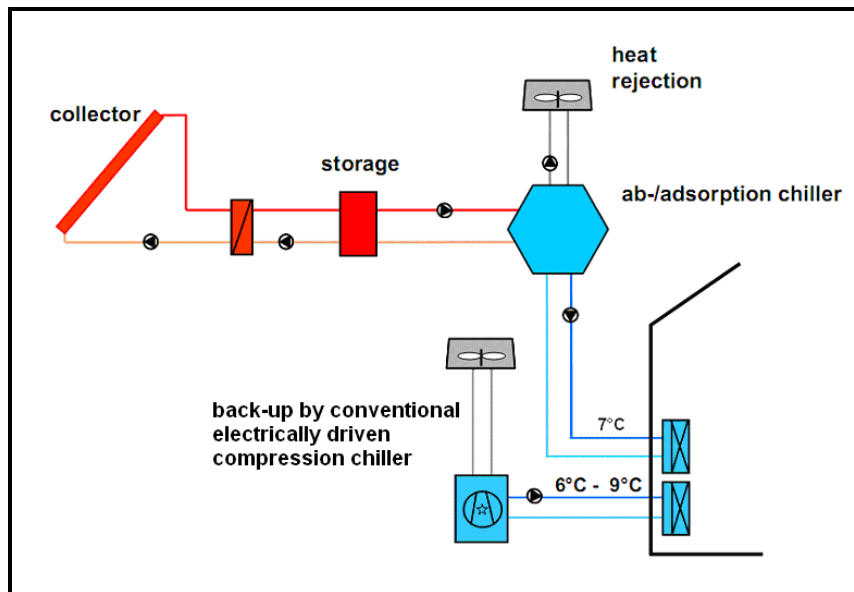 heat
rejection
collector
storage
ab-/adsorption chiller
back-up by conventional
electrically driven
compression chiller
7°C
6°C - 9°C